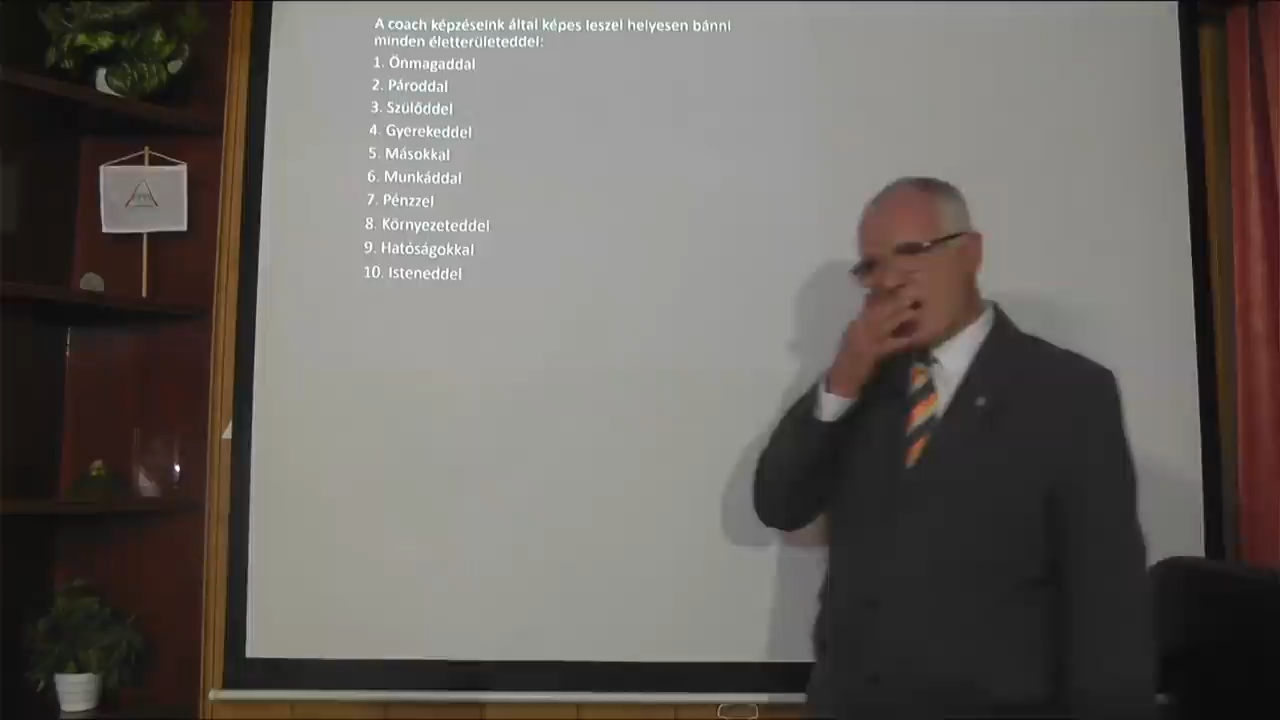 A coach képzéseink által képes leszel helyesen bánni
minden életterületeddel:
1. Önmagaddal
2. Pároddal
3. Szülőddel
4. Gyerekeddel
5. Másokkal
6. Munkáddal
7. Pénzzel
8. Környezeteddel
9. Hatóságokkal
10. Isteneddel